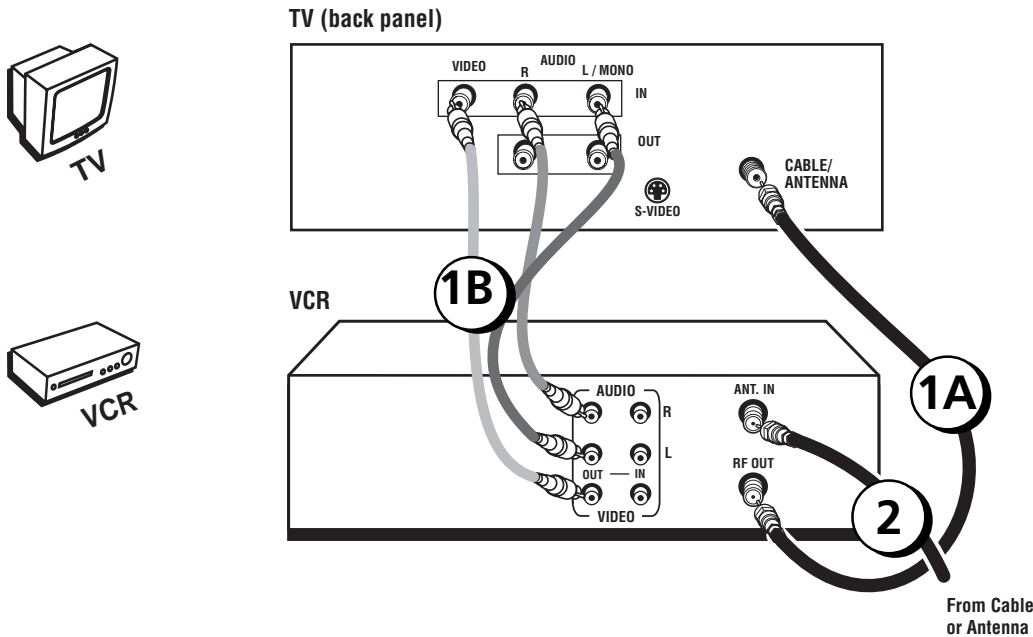 TV (back panel)
TV
VIDEO
AUDIO
R
L / MONO
IN
OUT
S-VIDEO
CABLE/
ANTENNA
1B
VCR
VCR
1A
AUDIO
R
L
OUT
IN
VIDEO
ANT. IN
RF OUT
2
From Cable
or Antenna